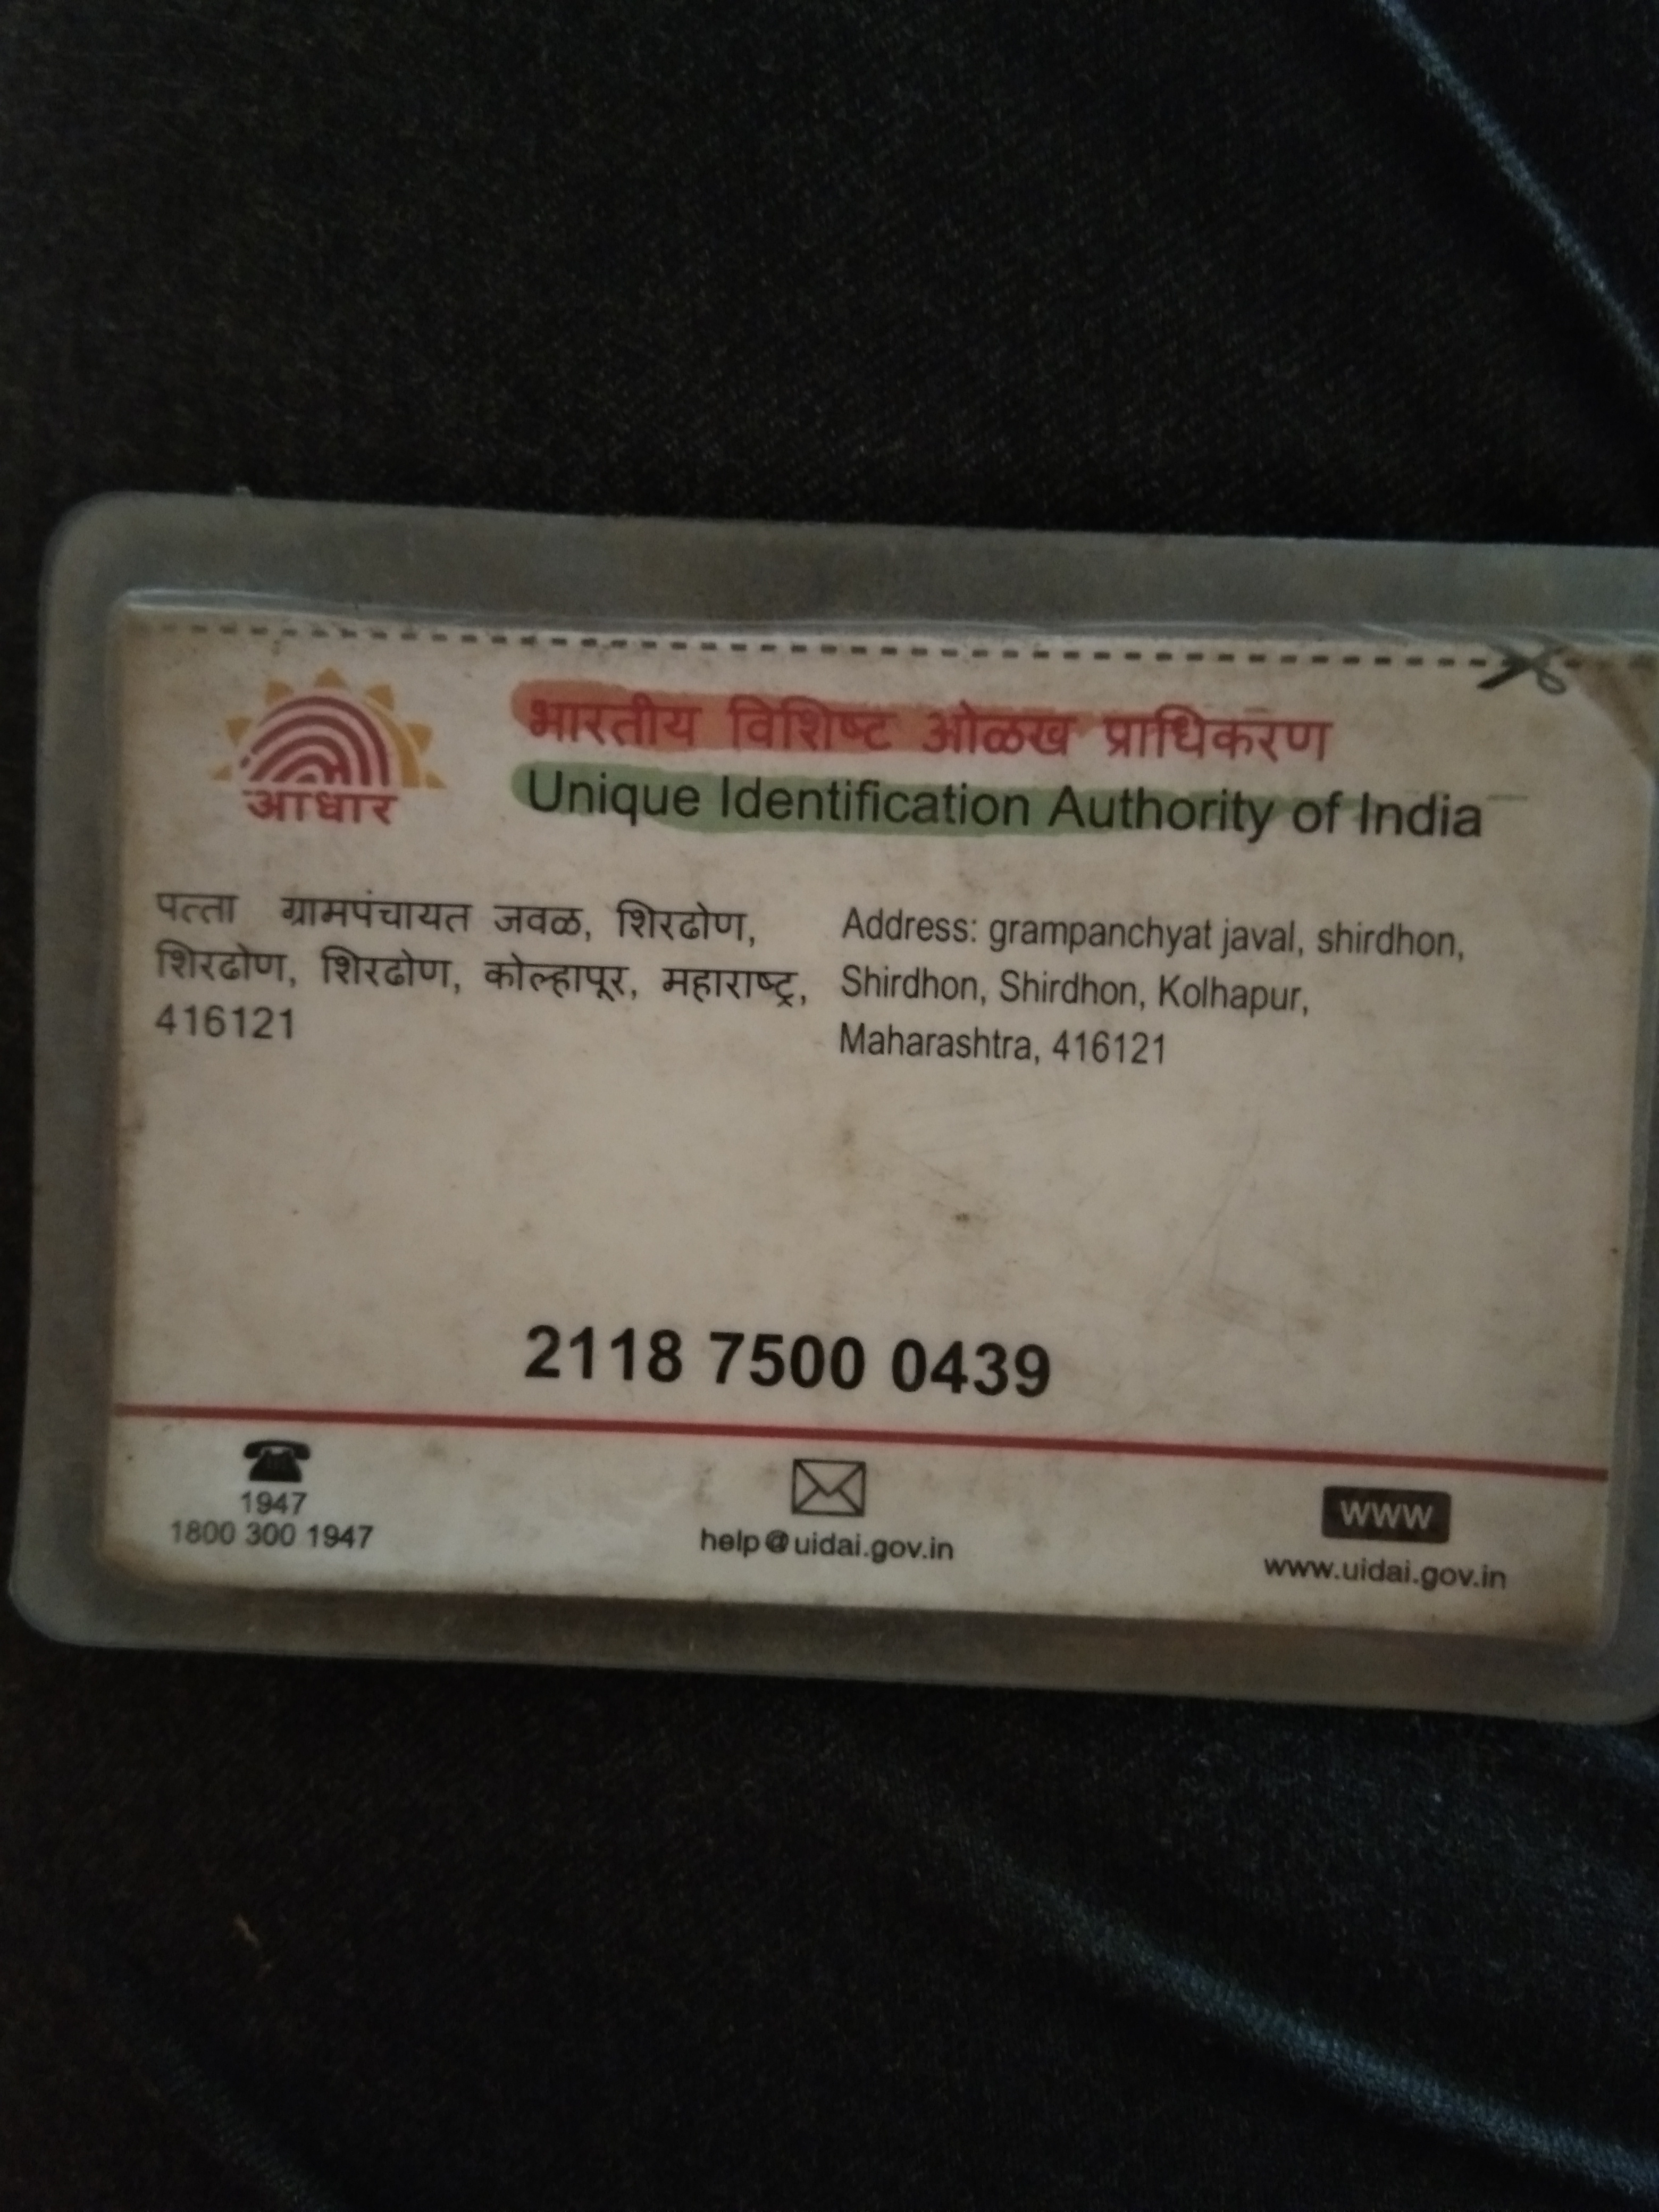 आधार
भारतीय विशिष्ट ओळख प्राधिकरण
Unique Identification Authority of India
पत्ता ग्रामपंचायत जवळ, शिरढोण,
शिरढोण, शिरढोण, कोल्हापूर, महाराष्ट्र,
416121
Address: grampanchyat javal, shirdhon,
Shirdhon, Shirdhon, Kolhapur,
Maharashtra, 416121
2118 7500 0439
1947
1800 300 1947
help@uidai.gov.in
WWW
www.uidai.gov.in